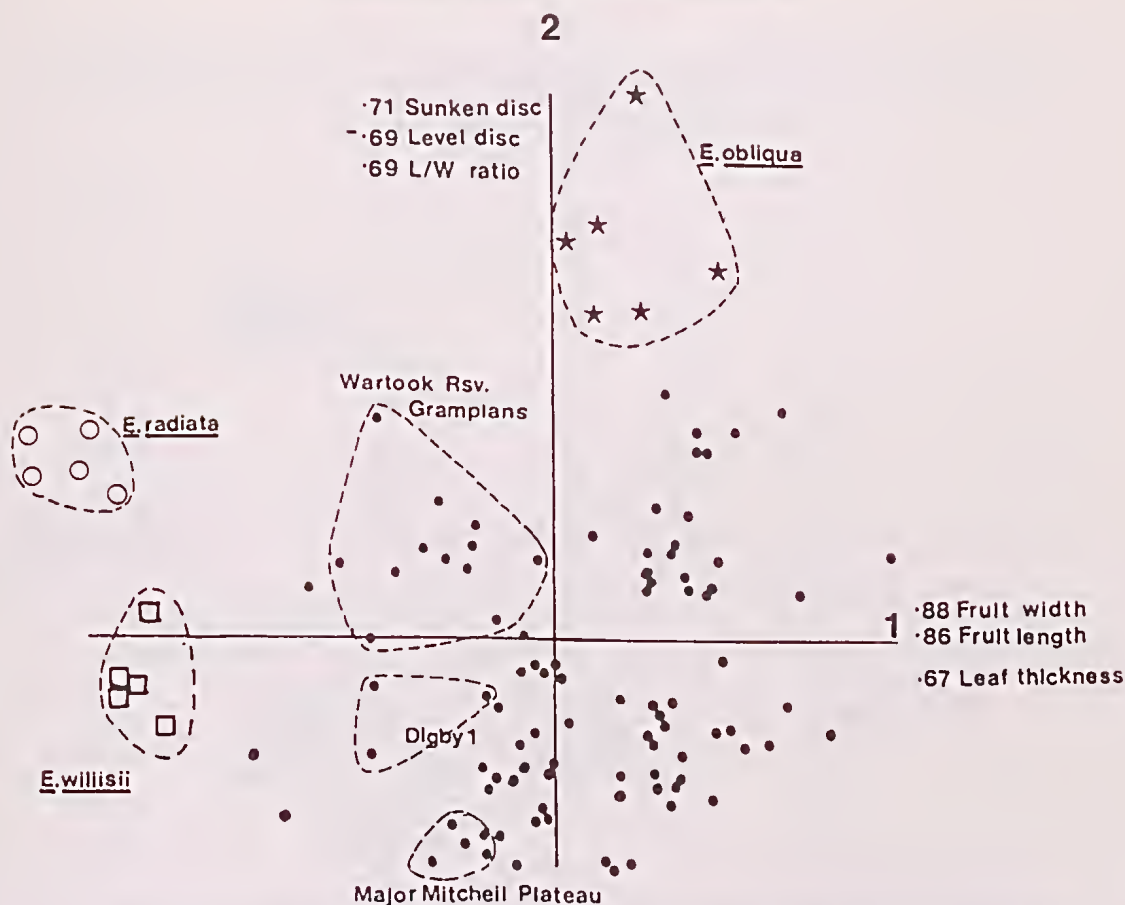 2
·71 Sunken disc
-·69 Level disc
·69 L/W ratio
E.obliqua
Wartook Rsv.
Grampians
E.radiata
1
·88 Fruit width
·86 Fruit length
·67 Leaf thickness
Digby 1
E.willisii
Major Mitchell Plateau